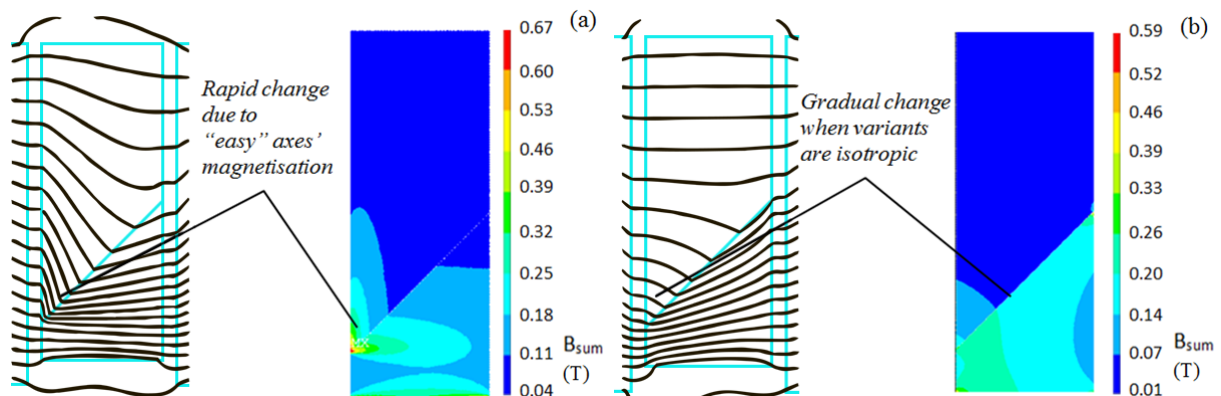 (a)
Rapid change
due to
“easy” axes’
magnetisation
0.67
0.60
0.53
0.46
0.39
0.32
0.25
0.18
0.11
0.04
Bsum
(T)
(b)
Gradual change
when variants
are isotropic
0.59
0.52
0.46
0.39
0.33
0.26
0.20
0.14
0.07
0.01
Bsum
(T)